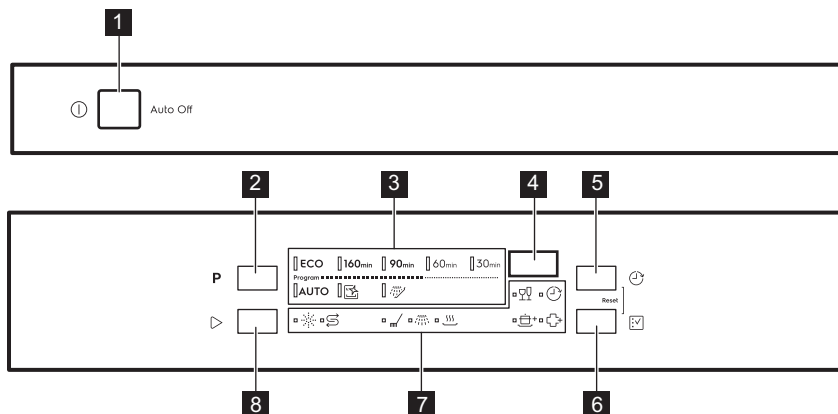 1
Auto Off
2 3 4 5
ECO 160min 90min 60min 30min
P
Program
AUTO
Reset
8 7 6